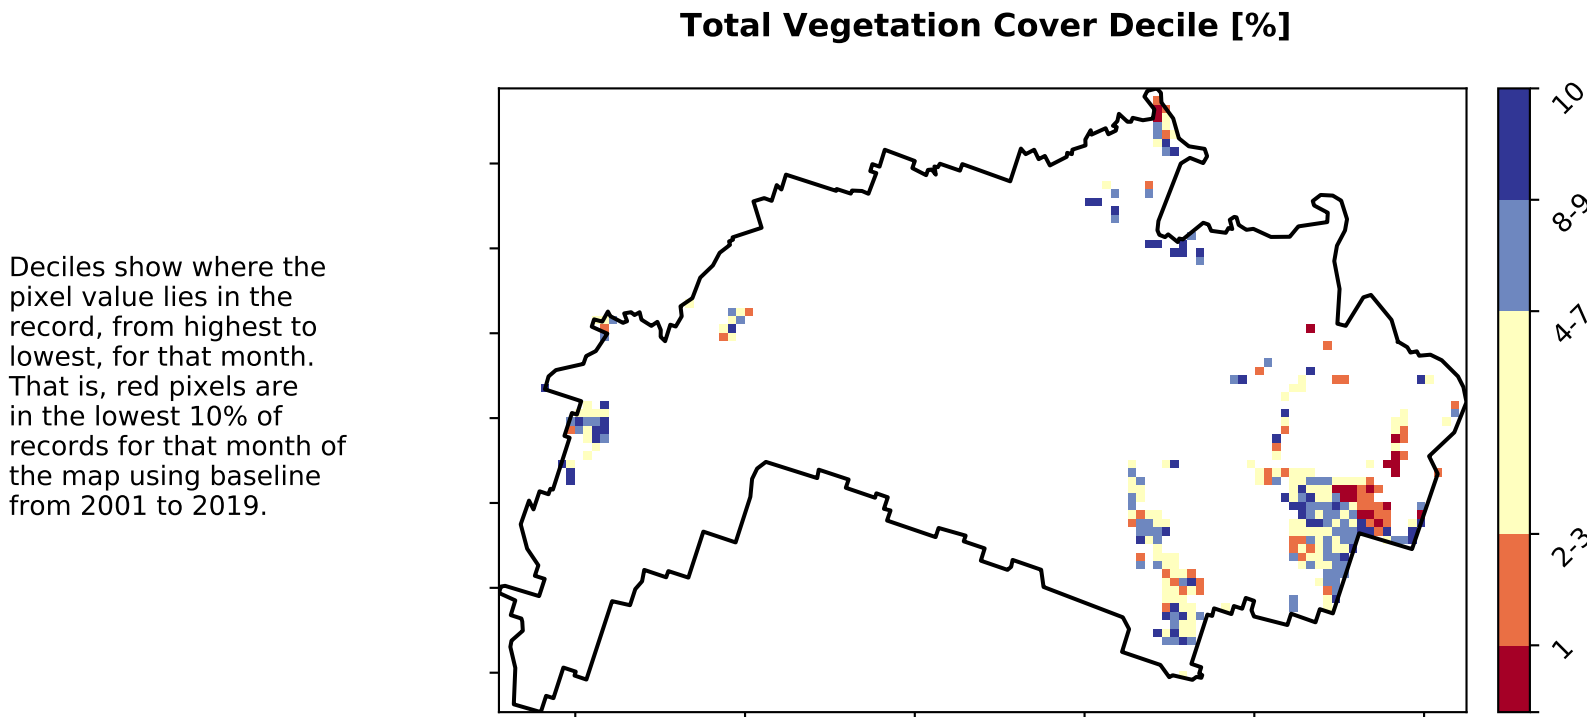 Total Vegetation Cover Decile [%]
Deciles show where the
pixel value lies in the
record, from highest to
lowest, for that month.
That is, red pixels are
in the lowest 10% of
records for that month of
the map using baseline
from 2001 to 2019.
10
8-9
4-7
2-3
1